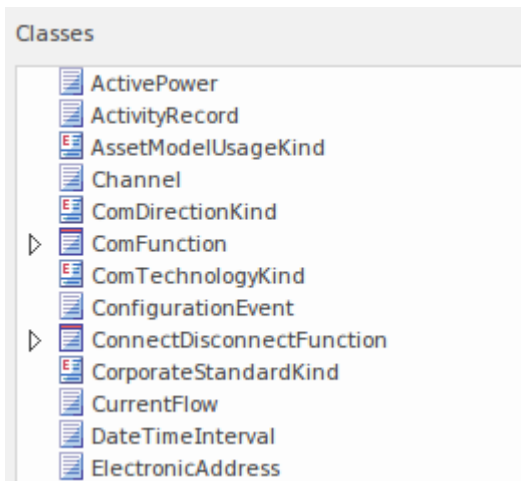 Classes
ActivePower
ActivityRecord
AssetModelUsageKind
Channel
ComDirectionKind
ComFunction
ComTechnologyKind
ConfigurationEvent
ConnectDisconnectFunction
CorporateStandardKind
CurrentFlow
DateTimeInterval
ElectronicAddress